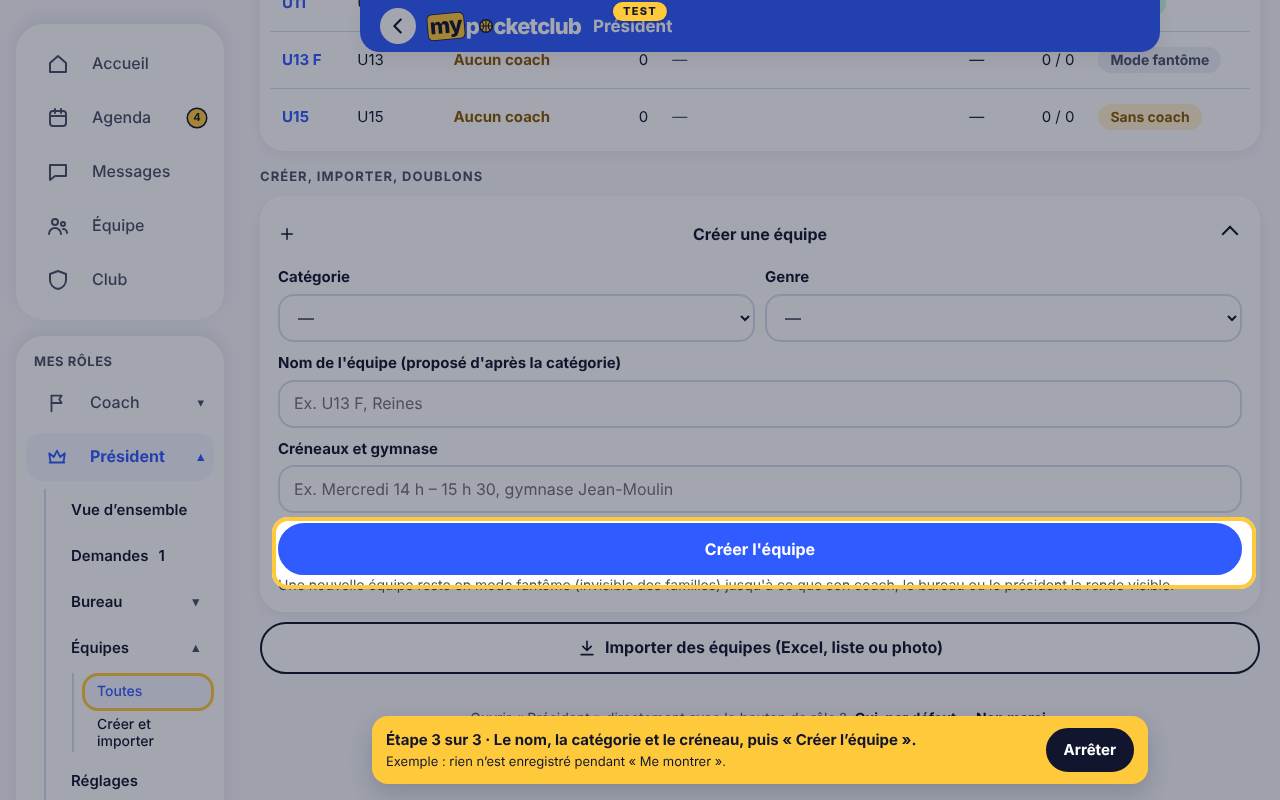 Accueil
Agenda 4
Messages
Équipe
Club
MES RÔLES
Coach
Président
Vue d’ensemble
Demandes 1
Bureau
Équipes
Toutes
Créer et
importer
Réglages
TEST
mypocketclub Président
U11
U13 F U13 Aucun coach 0 — — 0 / 0 Mode fantôme
U15 U15 Aucun coach 0 — — 0 / 0 Sans coach
CRÉER, IMPORTER, DOUBLONS
Créer une équipe
Catégorie Genre
— —
Nom de l'équipe (proposé d'après la catégorie)
Ex. U13 F, Reines
Créneaux et gymnase
Ex. Mercredi 14 h – 15 h 30, gymnase Jean-Moulin
Créer l'équipe
Une nouvelle équipe reste en mode fantôme (invisible des familles) jusqu'à ce que son coach, le bureau ou le président la rende visible.
Importer des équipes (Excel, liste ou photo)
Étape 3 sur 3 · Le nom, la catégorie et le créneau, puis « Créer l’équipe ».
Exemple : rien n’est enregistré pendant « Me montrer ».
Arrêter